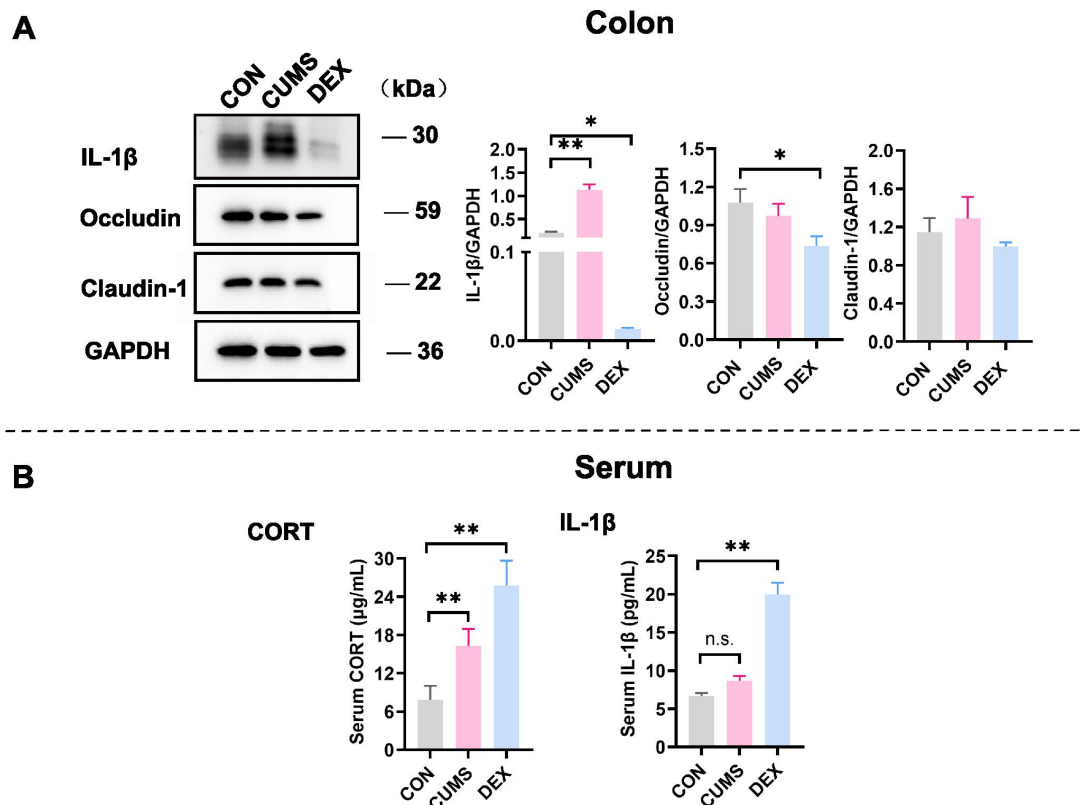 A
Colon
CON CUMS DEX (kDa)
IL-1β
30
Occludin
59
Claudin-1
22
GAPDH
36
IL-1β/GAPDH
2.0
1.5
1.0
0.5
0.1
0.0
**
*
CON
CUMS
DEX
Occludin/GAPDH
1.5
1.2
0.9
0.6
0.3
0.0
*
CON
CUMS
DEX
Claudin-1/GAPDH
2.0
1.6
1.2
0.8
0.4
0.0
CON
CUMS
DEX
B
Serum
CORT
Serum CORT (μg/mL)
30
24
18
12
6
0
**
**
CON
CUMS
DEX
IL-1β
Serum IL-1β (pg/mL)
25
20
15
10
5
0
**
n.s.
CON
CUMS
DEX